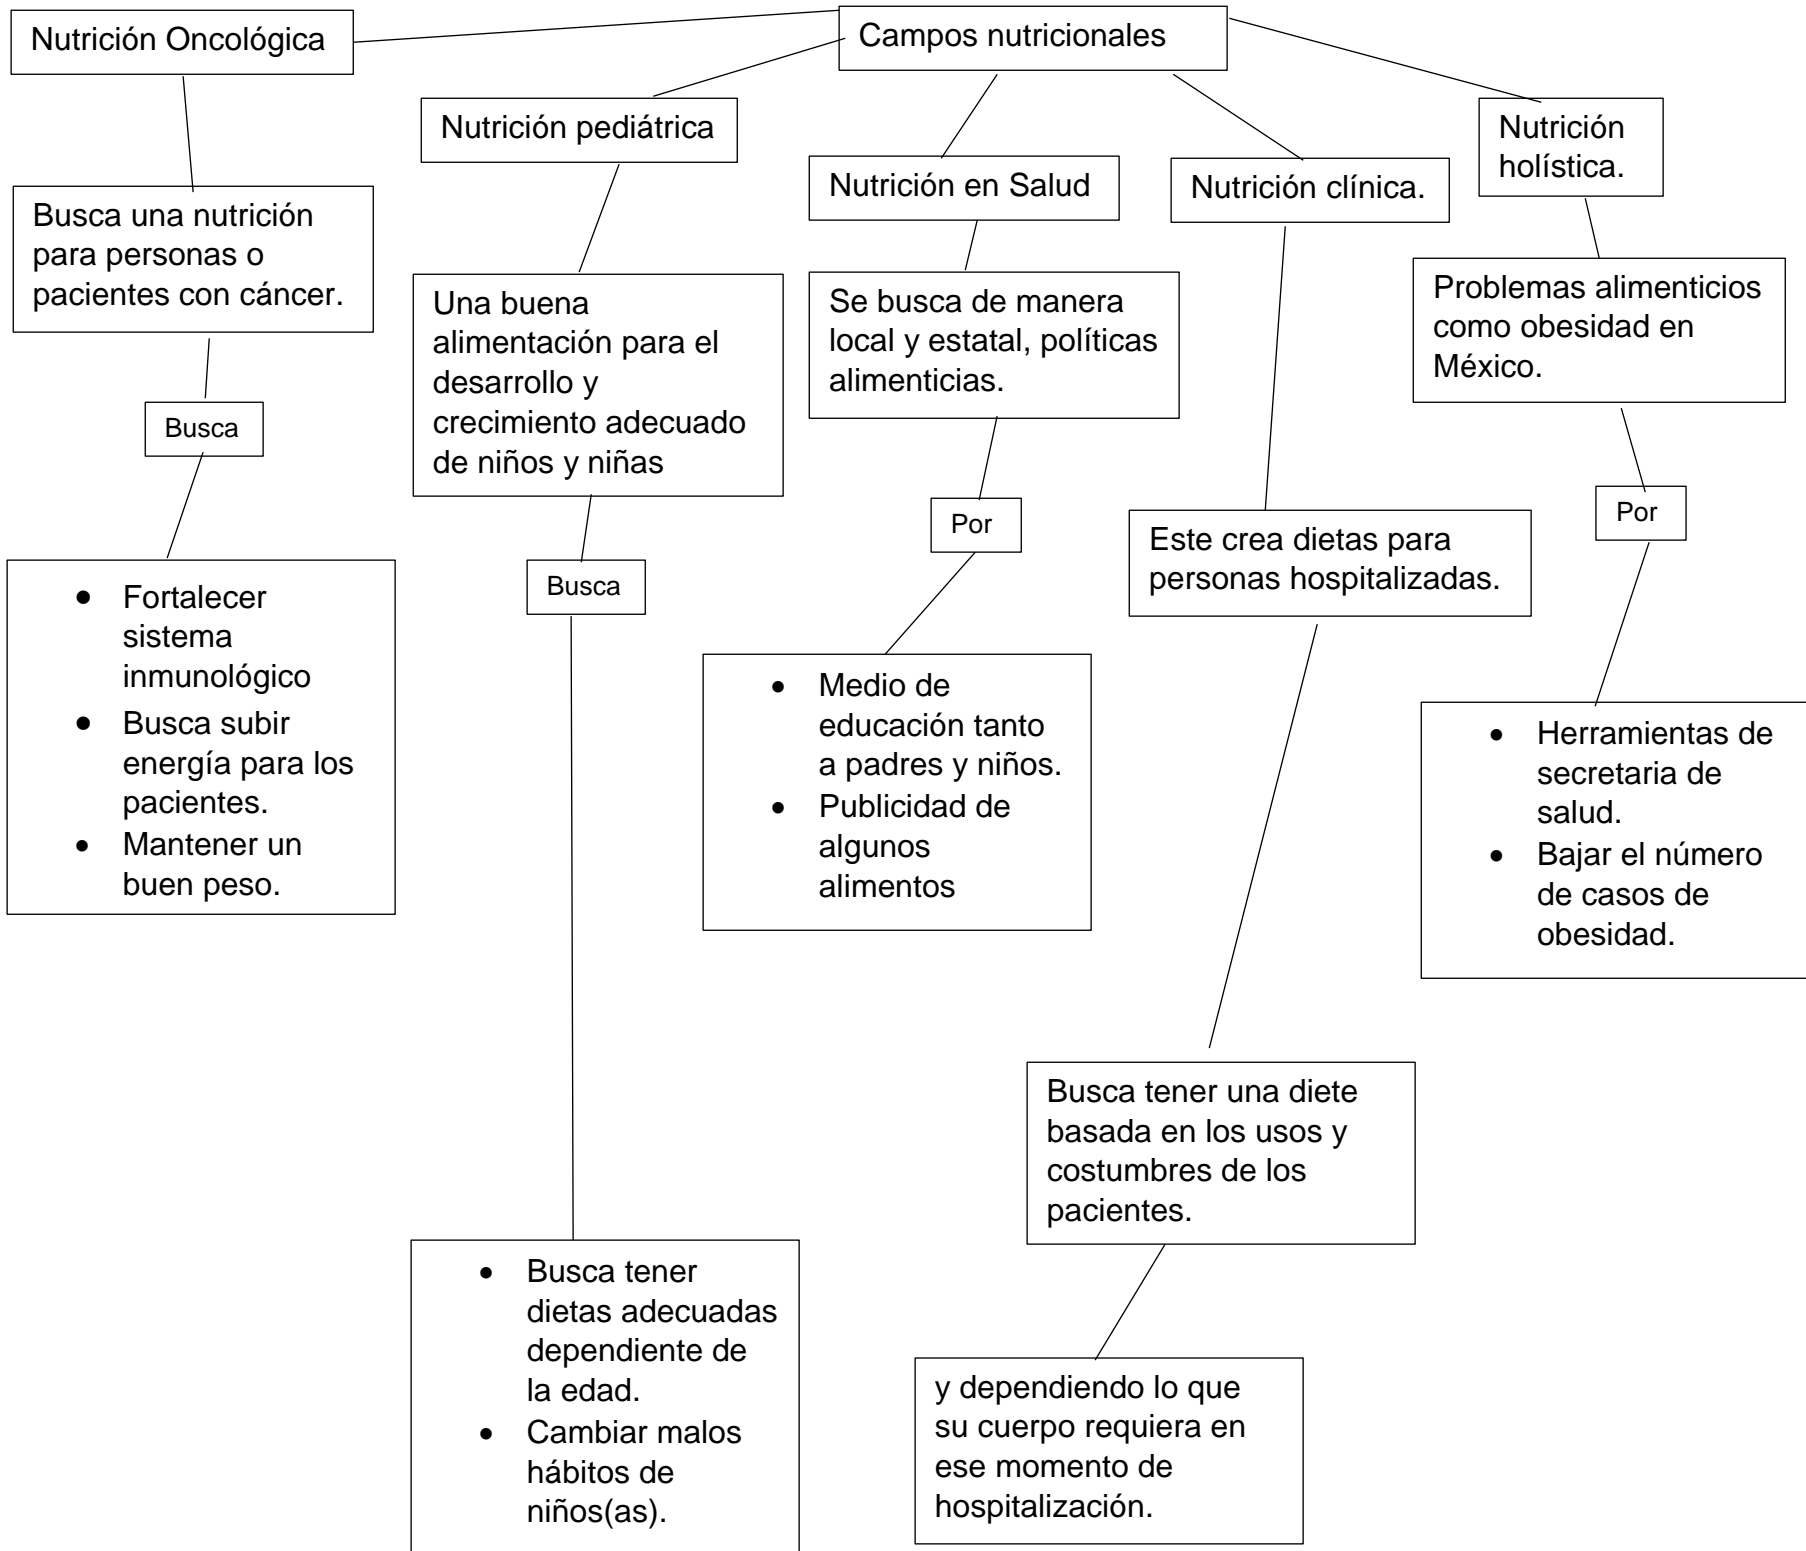 Campos nutricionales
Nutrición Oncológica
Busca una nutrición
para personas o
pacientes con cáncer.
Busca
• Fortalecer
sistema
inmunológico
• Busca subir
energía para los
pacientes.
• Mantener un
buen peso.
Nutrición pediátrica
Una buena
alimentación para el
desarrollo y
crecimiento adecuado
de niños y niñas
Busca
• Busca tener
dietas adecuadas
dependiente de
la edad.
• Cambiar malos
hábitos de
niños(as).
Nutrición en Salud
Se busca de manera
local y estatal, políticas
alimenticias.
Por
• Medio de
educación tanto
a padres y niños.
• Publicidad de
algunos
alimentos
Nutrición clínica.
Este crea dietas para
personas hospitalizadas.
Busca tener una diete
basada en los usos y
costumbres de los
pacientes.
y dependiendo lo que
su cuerpo requiera en
ese momento de
hospitalización.
Nutrición
holística.
Problemas alimenticios
como obesidad en
México.
Por
• Herramientas de
secretaria de
salud.
• Bajar el número
de casos de
obesidad.